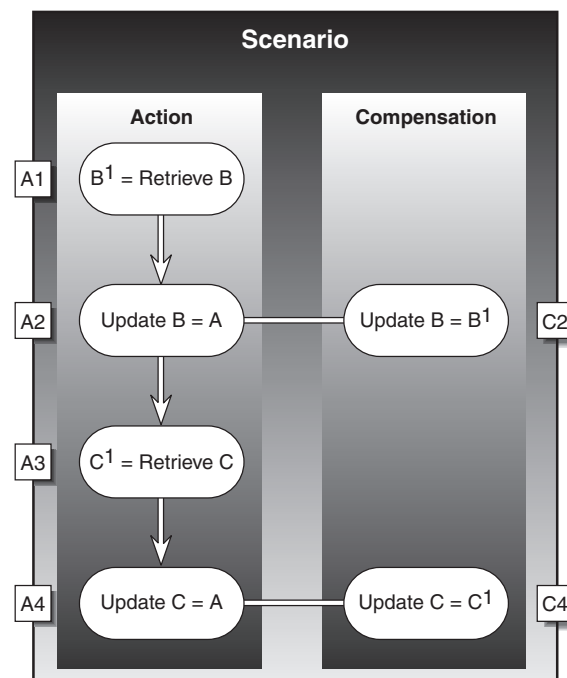 Scenario
Action Compensation
A1 B¹ = Retrieve B
A2 Update B = A Update B = B¹ C2
A3 C¹ = Retrieve C
A4 Update C = A Update C = C¹ C4